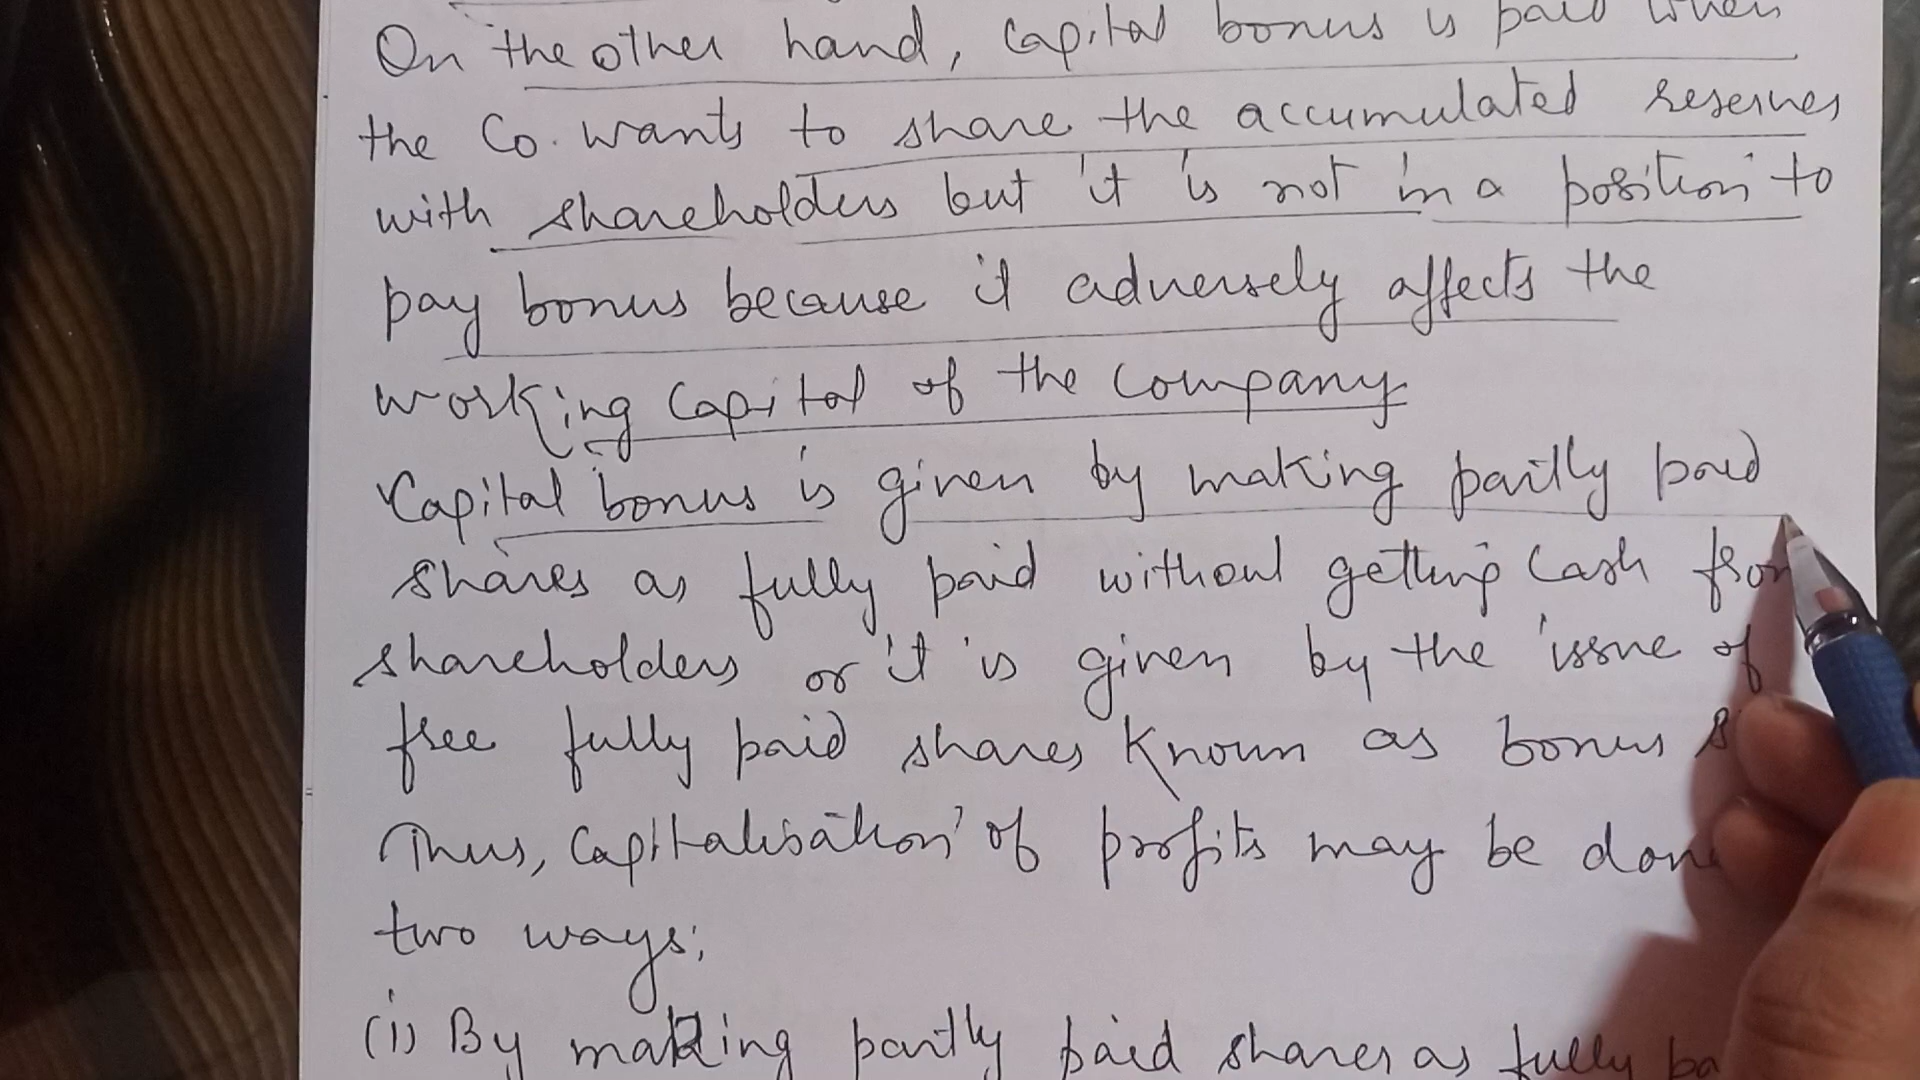 On the other hand, Capital bonus is paid when
the Co. wants to share the accumulated reserves
with shareholders but it is not in a position to
pay bonus because it adversely affects the
working Capital of the Company
Capital bonus is given by making partly paid
shares as fully paid without getting Cash from
shareholders or it is given by the issue of
free fully paid shares known as bonus
Thus, Capitalisation of profits may be done
two ways;
(i) By making partly paid shares as fully